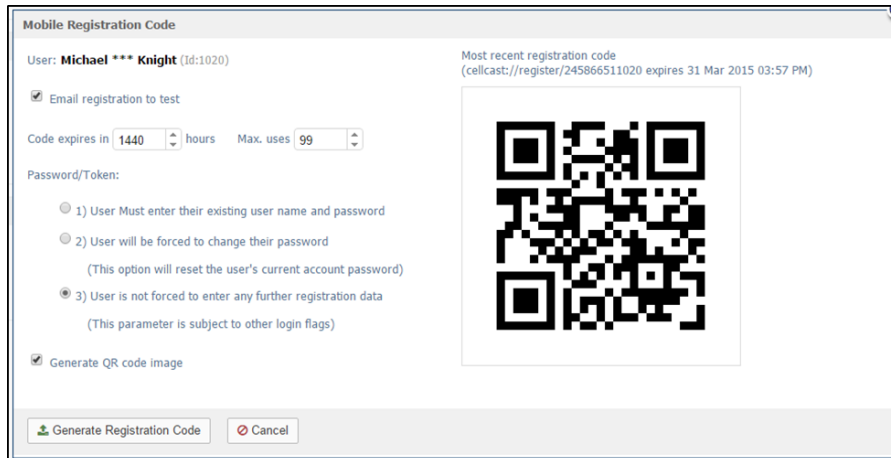 Mobile Registration Code
User: Michael *** Knight (Id:1020)
Email registration to test
Code expires in 1440 hours Max. uses 99
Password/Token:
1) User Must enter their existing user name and password
2) User will be forced to change their password
(This option will reset the user's current account password)
3) User is not forced to enter any further registration data
(This parameter is subject to other login flags)
Generate QR code image
Most recent registration code
(cellcast://register/245866511020 expires 31 Mar 2015 03:57 PM)
Generate Registration Code
Cancel